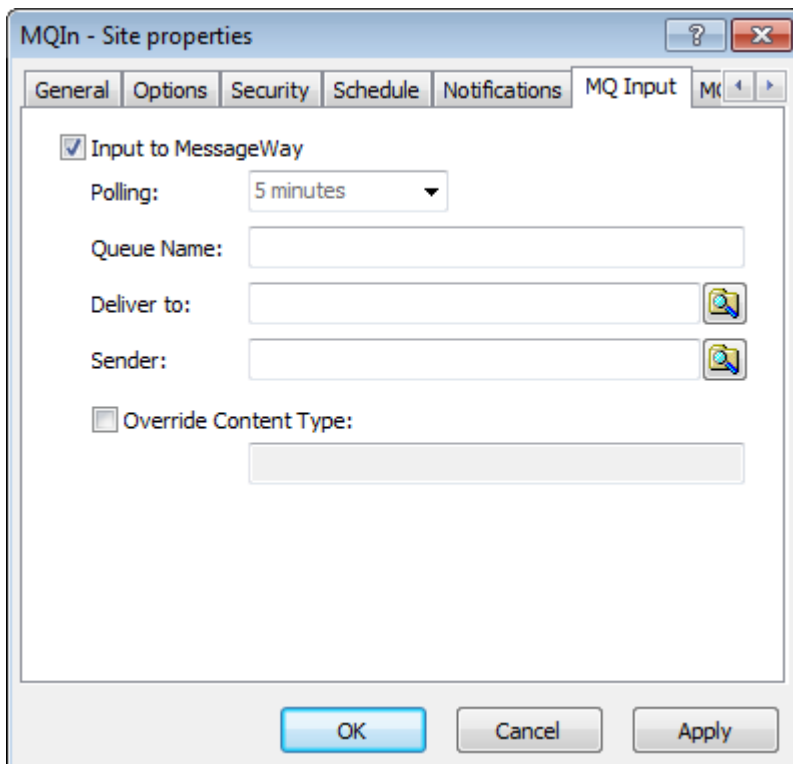 MQIn - Site properties
General Options Security Schedule Notifications MQ Input
Input to MessageWay
Polling: 5 minutes
Queue Name:
Deliver to:
Sender:
Override Content Type:
OK Cancel Apply